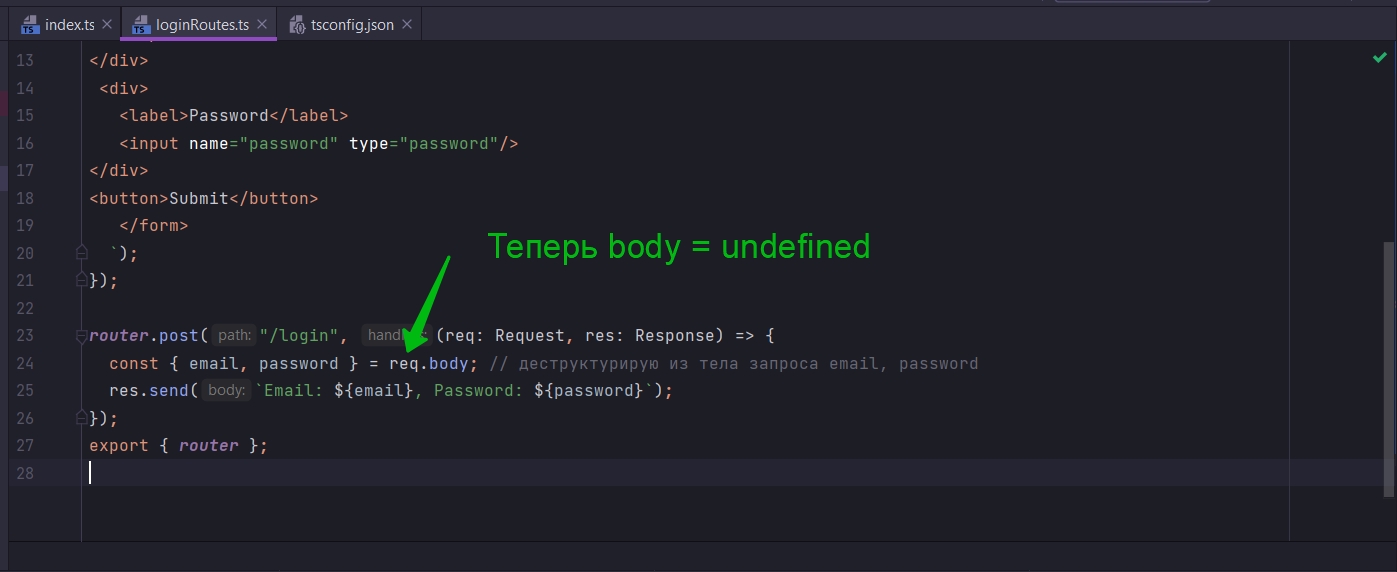 index.ts
loginRoutes.ts
tsconfig.json
13 </div>
14 <div>
15 <label>Password</label>
16 <input name="password" type="password"/>
17 </div>
18 <button>Submit</button>
19 </form>
20 `);
21 });
22
Теперь body = undefined
23 router.post( path: "/login", (req: Request, res: Response) => {
24 const { email, password } = req.body; // деструктурирую из тела запроса email, password
25 res.send( body: `Email: ${email}, Password: ${password}`);
26 });
27 export { router };
28